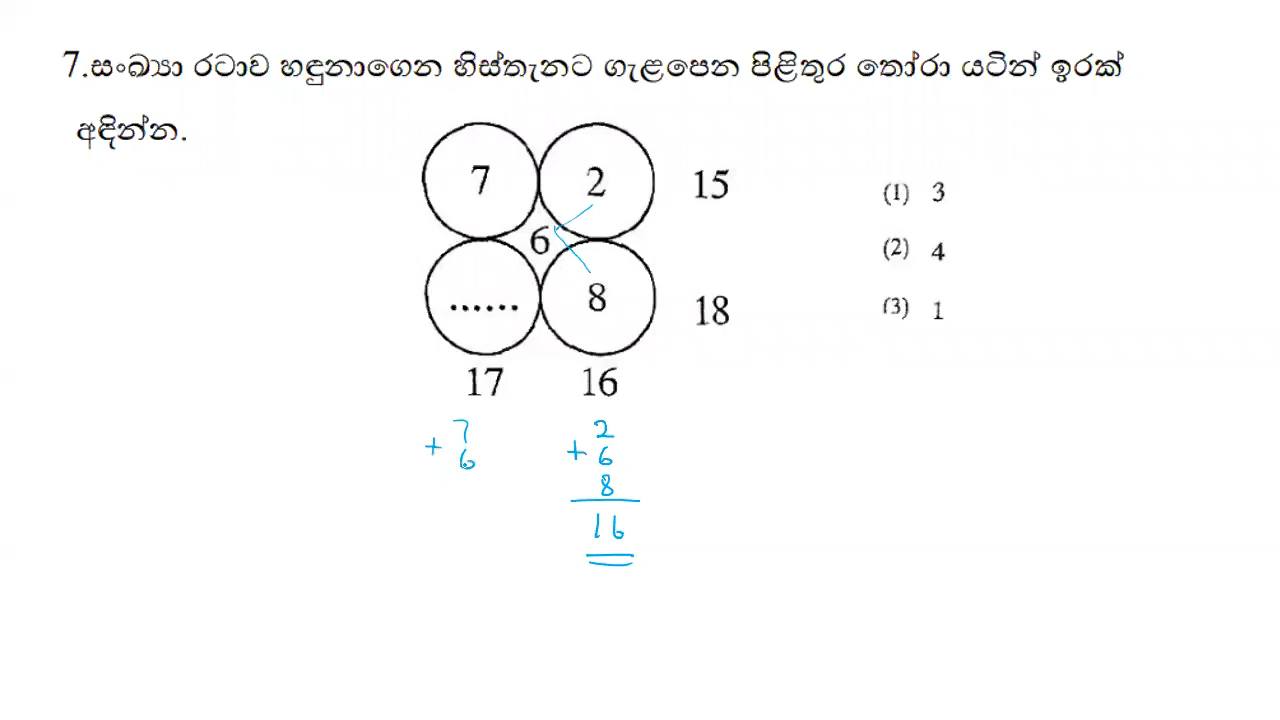 7.සංඛ්‍යා රටාව හඳුනාගෙන හිස්තැනට ගැළපෙන පිළිතුර තෝරා යටින් ඉරක්
අඳින්න.
7 2 15 (1) 3
6 (2) 4
...... 8 18 (3) 1
17 16
7 2
+ 6 + 6
8
16